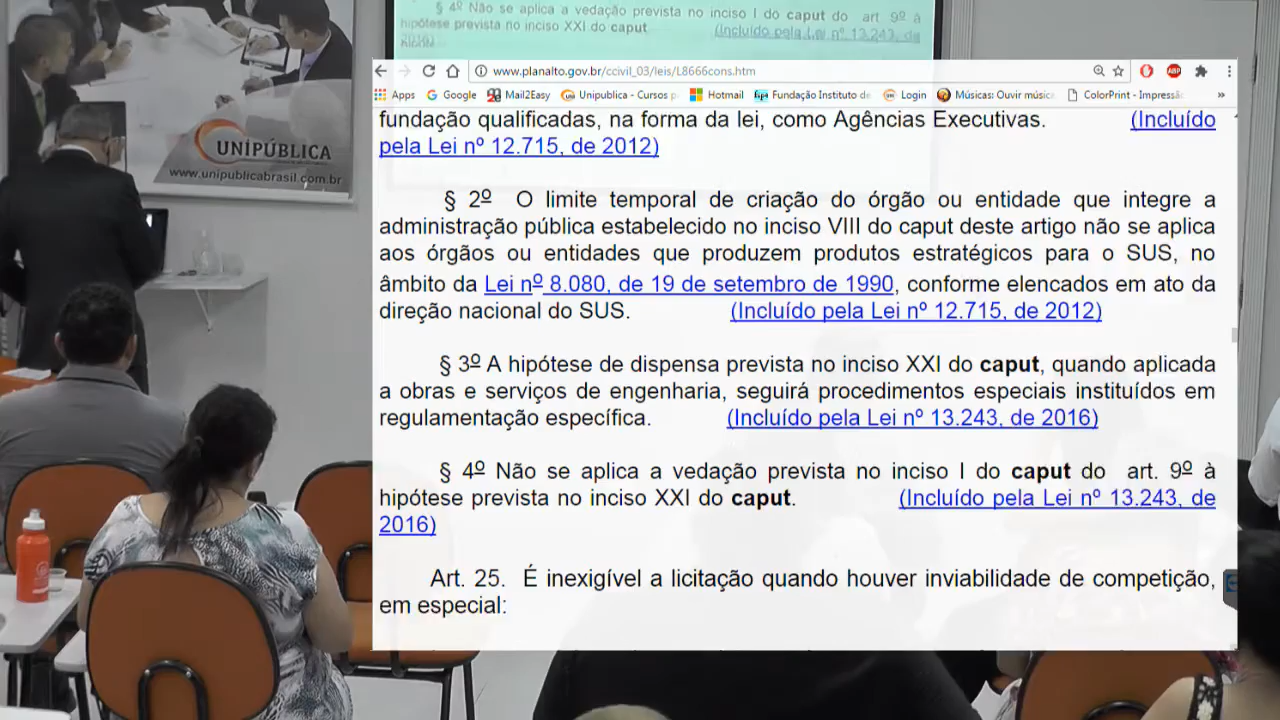 § 4º Não se aplica a vedação prevista no inciso I do caput do art 9º à
hipótese prevista no inciso XXI do caput (Incluído pela Lei nº 13.243, de
2016)
UNIPÚBLICA
www.unipublicabrasil.com.br
www.planalto.gov.br/ccivil_03/leis/L8666cons.htm
Apps Google Mail2Easy Unipublica - Cursos p Hotmail Fundação Instituto de Login Músicas: Ouvir músic ColorPrint - Impressã »
fundação qualificadas, na forma da lei, como Agências Executivas. (Incluído
pela Lei nº 12.715, de 2012)
§ 2º O limite temporal de criação do órgão ou entidade que integre a
administração pública estabelecido no inciso VIII do caput deste artigo não se aplica
aos órgãos ou entidades que produzem produtos estratégicos para o SUS, no
âmbito da Lei nº 8.080, de 19 de setembro de 1990, conforme elencados em ato da
direção nacional do SUS. (Incluído pela Lei nº 12.715, de 2012)
§ 3º A hipótese de dispensa prevista no inciso XXI do caput, quando aplicada
a obras e serviços de engenharia, seguirá procedimentos especiais instituídos em
regulamentação específica. (Incluído pela Lei nº 13.243, de 2016)
§ 4º Não se aplica a vedação prevista no inciso I do caput do art. 9º à
hipótese prevista no inciso XXI do caput. (Incluído pela Lei nº 13.243, de
2016)
Art. 25. É inexigível a licitação quando houver inviabilidade de competição,
em especial: